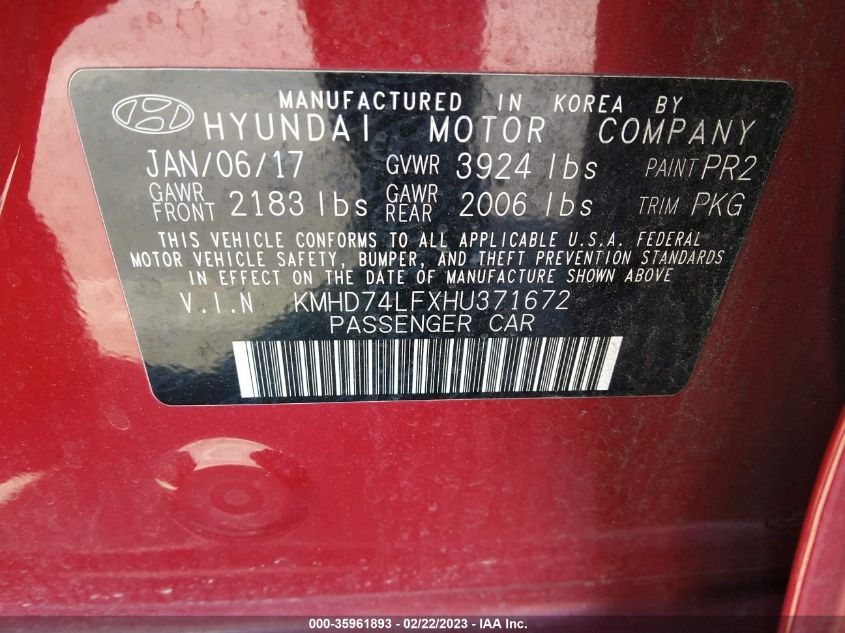 MANUFACTURED IN KOREA BY
HYUNDAI MOTOR COMPANY
JAN/06/17 GVWR 3924 lbs PAINT PR2
GAWR FRONT 2183 lbs GAWR REAR 2006 lbs TRIM PKG
THIS VEHICLE CONFORMS TO ALL APPLICABLE U.S.A. FEDERAL
MOTOR VEHICLE SAFETY, BUMPER, AND THEFT PREVENTION STANDARDS
IN EFFECT ON THE DATE OF MANUFACTURE SHOWN ABOVE
V.I.N KMHD74LFXHU371672
PASSENGER CAR
000-35961893 - 02/22/2023 - IAA Inc.